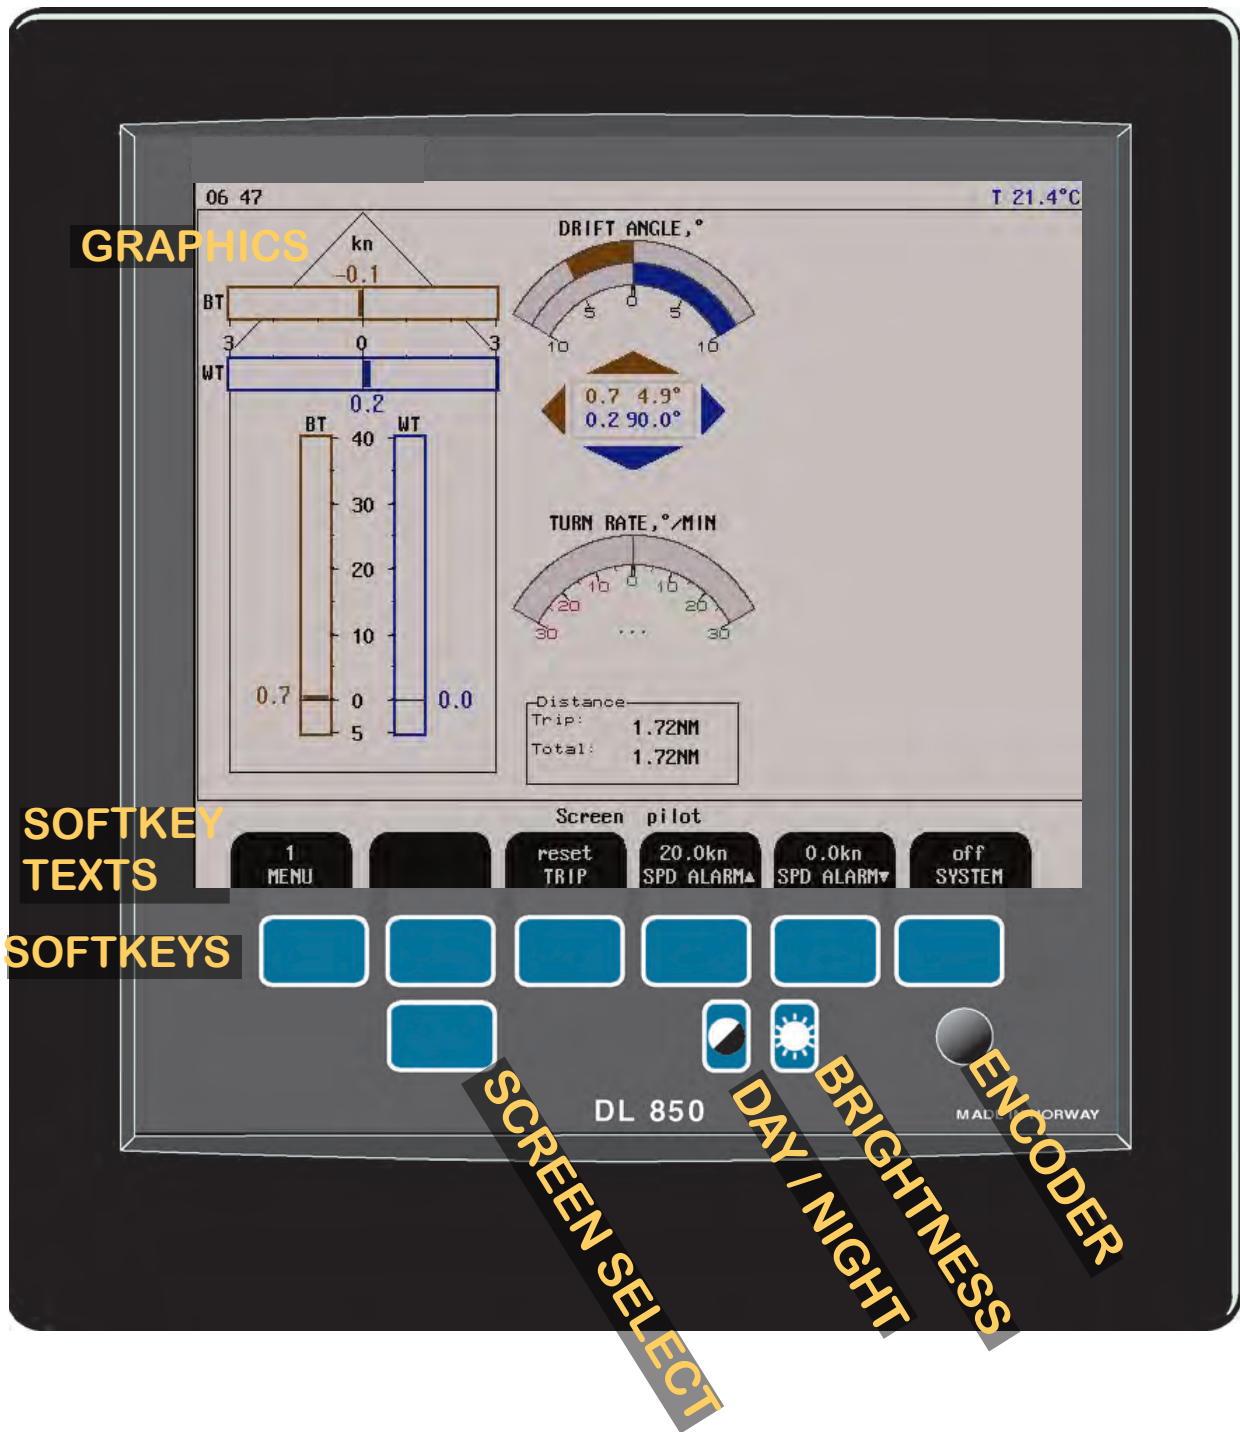 06 47
T 21.4°C
GRAPHICS
kn
-0.1
BT
3 0 3
WT
0.2
BT WT
40
30
20
10
0.7 0 0.0
5
DRIFT ANGLE,°
10 5 0 5 10
0.7 4.9°
0.2 90.0°
TURN RATE,°/MIN
30 20 10 0 10 20 30
...
Distance
Trip: 1.72NM
Total: 1.72NM
Screen pilot
SOFTKEY
TEXTS
1
MENU
reset
TRIP
20.0kn
SPD ALARM▲
0.0kn
SPD ALARM▼
off
SYSTEM
SOFTKEYS
SCREEN SELECT
DAY / NIGHT
BRIGHTNESS
ENCODER
DL 850
MADE IN NORWAY